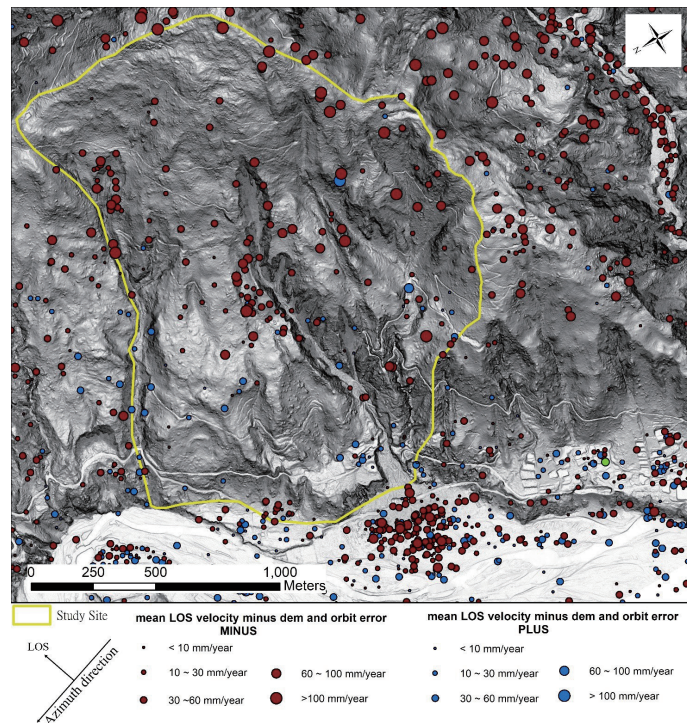 N
0 250 500 1,000
Meters
Study Site
LOS
Azimuth direction
mean LOS velocity minus dem and orbit error
MINUS
< 10 mm/year
10 ~ 30 mm/year
30 ~60 mm/year
60 ~ 100 mm/year
>100 mm/year
mean LOS velocity minus dem and orbit error
PLUS
< 10 mm/year
10 ~ 30 mm/year
30 ~ 60 mm/year
60 ~ 100 mm/year
> 100 mm/year